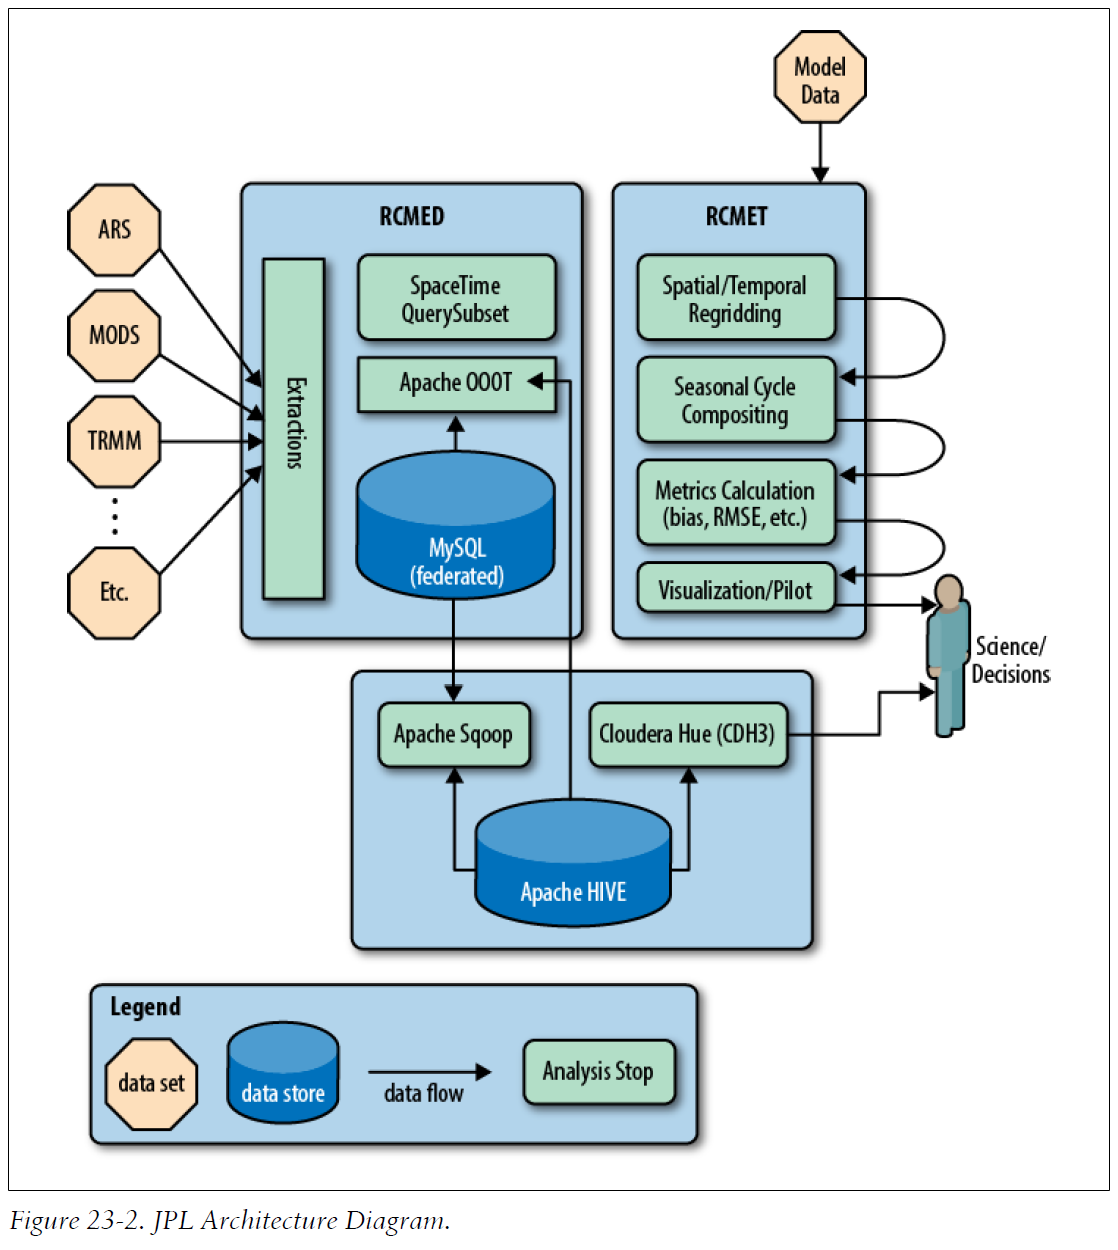 Model
Data
RCMED
RCMET
ARS
MODS
TRMM
Etc.
Extractions
SpaceTime
QuerySubset
Apache OOOT
MySQL
(federated)
Spatial/Temporal
Regridding
Seasonal Cycle
Compositing
Metrics Calculation
(bias, RMSE, etc.)
Visualization/Pilot
Science/
Decisions
Apache Sqoop
Cloudera Hue (CDH3)
Apache HIVE
Legend
data set
data store
data flow
Analysis Stop
Figure 23-2. JPL Architecture Diagram.